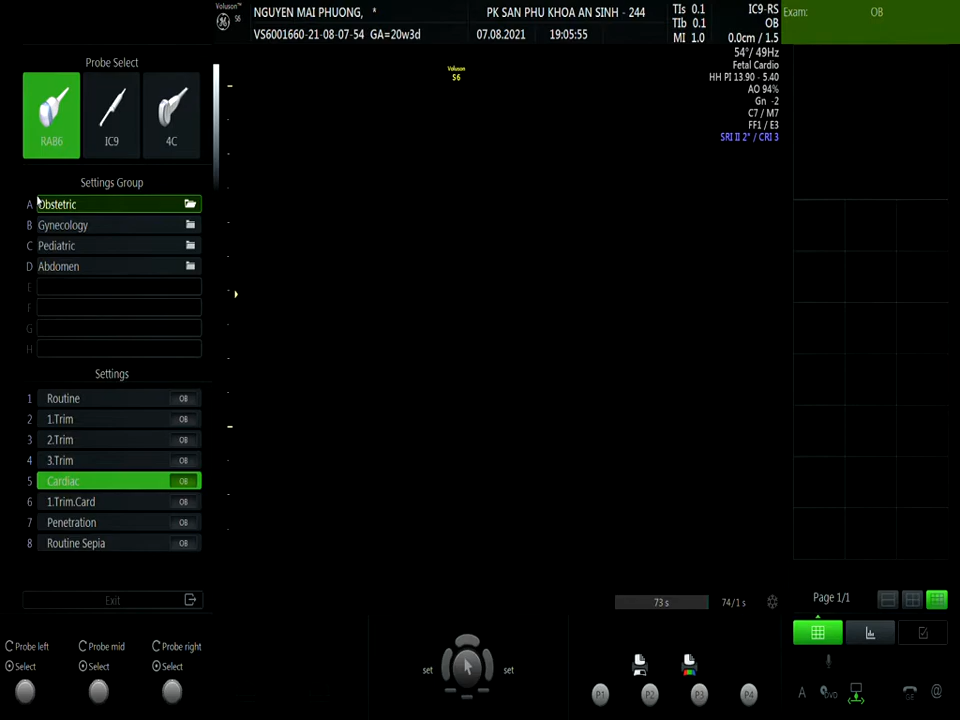 Voluson
S6
NGUYEN MAI PHUONG, *
PK SAN PHU KHOA AN SINH - 244
VS6001660-21-08-07-54 GA=20w3d
07.08.2021 19:05:55
TIs 0.1
TIb 0.1
MI 1.0
IC9-RS
OB
0.0cm / 1.5
54°/ 49Hz
Fetal Cardio
HH PI 13.90 - 5.40
AO 94%
Gn -2
C7 / M7
FF1 / E3
SRI II 2* / CRI 3
Exam: OB
Voluson
S6
Probe Select
RAB6 IC9 4C
Settings Group
A Obstetric
B Gynecology
C Pediatric
D Abdomen
E
F
G
H
Settings
1 Routine OB
2 1.Trim OB
3 2.Trim OB
4 3.Trim OB
5 Cardiac OB
6 1.Trim.Card OB
7 Penetration OB
8 Routine Sepia OB
Exit
73 s 74/1 s
Page 1/1
Probe left Probe mid Probe right
Select Select Select
set set
P1 P2 P3 P4
A DVD @